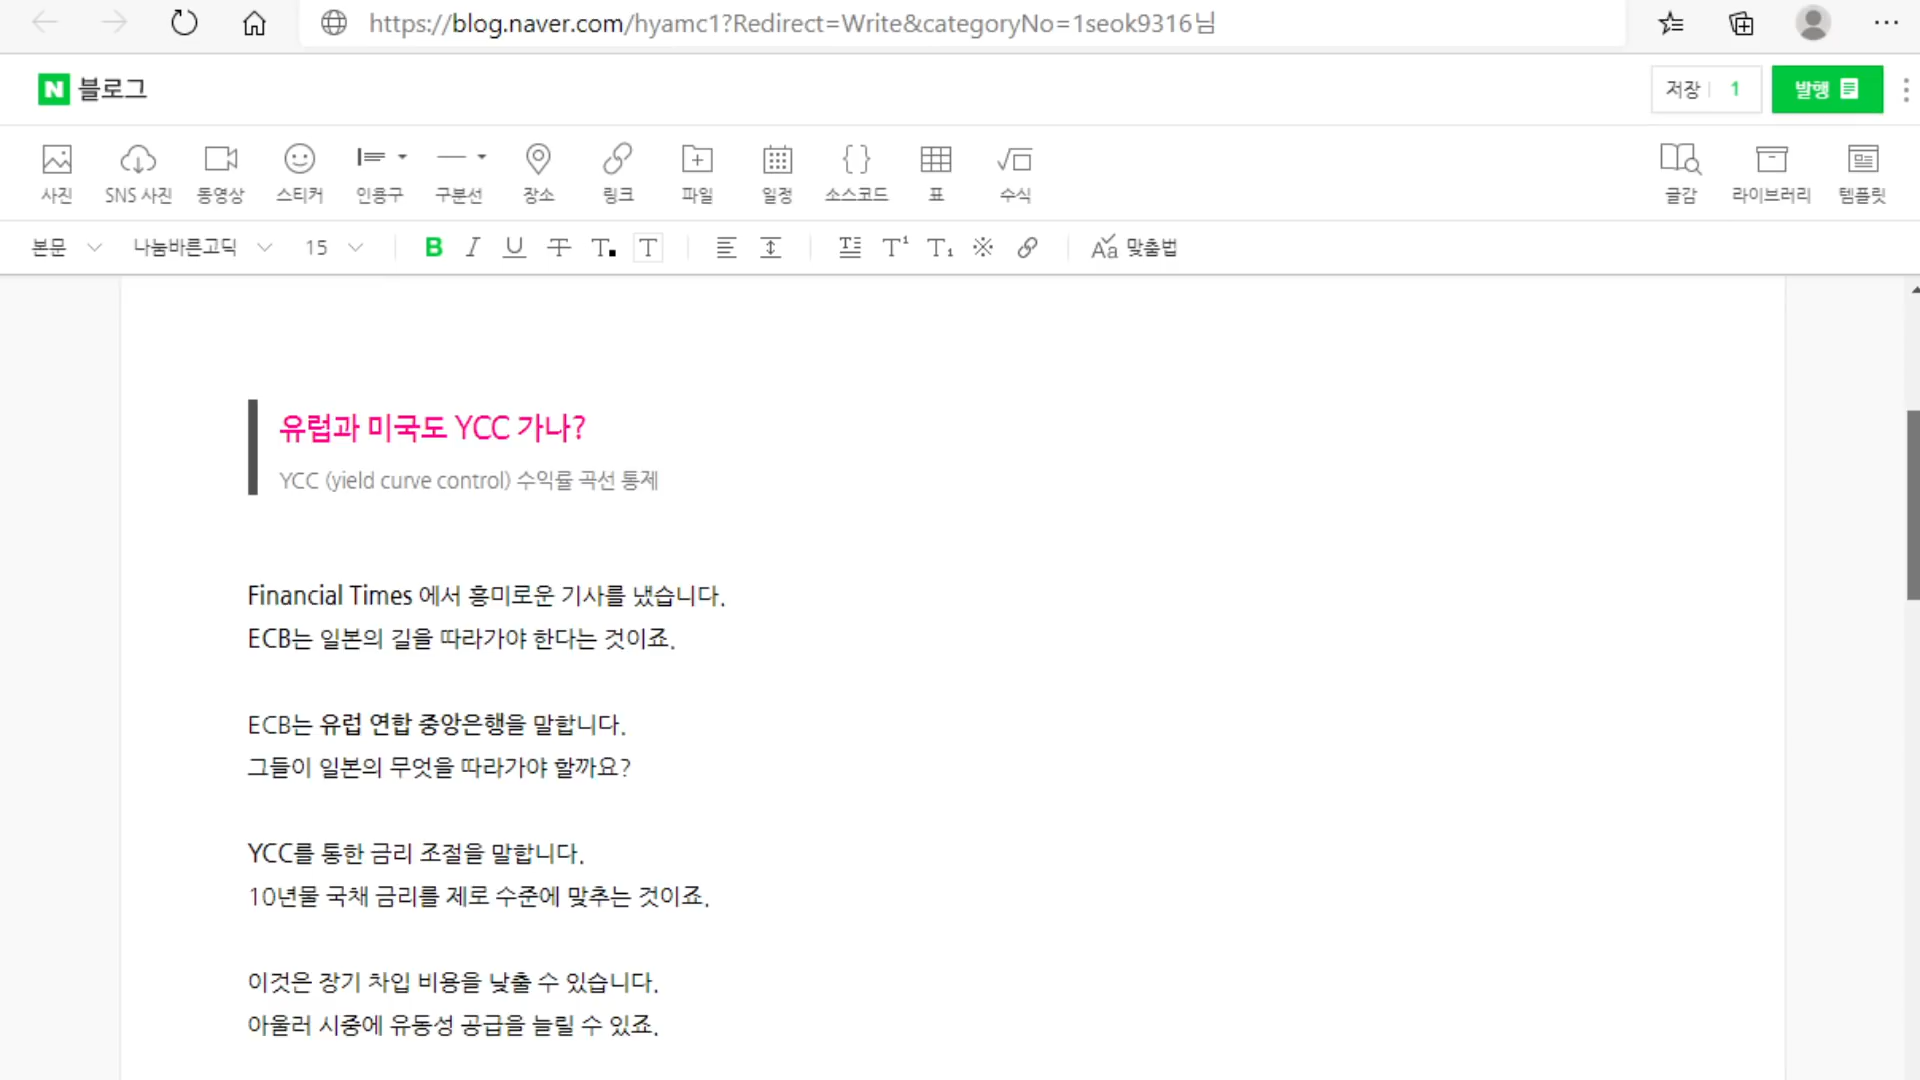 https://blog.naver.com/hyamc1?Redirect=Write&categoryNo=1seok9316님
N 블로그
저장 1 발행
사진 SNS 사진 동영상 스티커 인용구 구분선 장소 링크 파일 일정 소스코드 표 수식 글감 라이브러리 템플릿
본문 나눔바른고딕 15 B I U T T. T T¹ T₁ ※ Aa 맞춤법
유럽과 미국도 YCC 가나?
YCC (yield curve control) 수익률 곡선 통제
Financial Times 에서 흥미로운 기사를 냈습니다.
ECB는 일본의 길을 따라가야 한다는 것이죠.
ECB는 유럽 연합 중앙은행을 말합니다.
그들이 일본의 무엇을 따라가야 할까요?
YCC를 통한 금리 조절을 말합니다.
10년물 국채 금리를 제로 수준에 맞추는 것이죠.
이것은 장기 차입 비용을 낮출 수 있습니다.
아울러 시중에 유동성 공급을 늘릴 수 있죠.